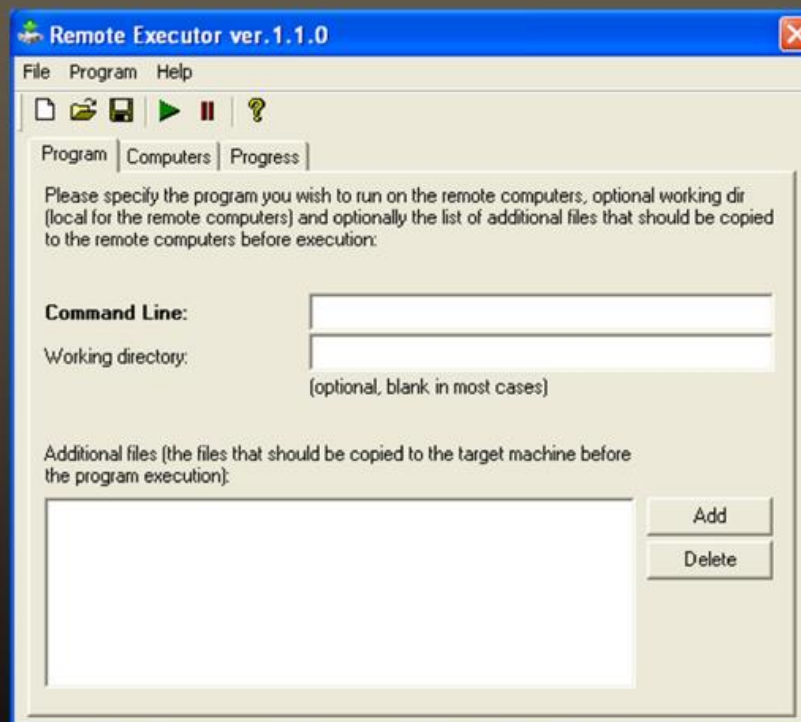 Remote Executor ver.1.1.0
File Program Help
Program Computers Progress
Please specify the program you wish to run on the remote computers, optional working dir
(local for the remote computers) and optionally the list of additional files that should be copied
to the remote computers before execution:
Command Line:
Working directory:
(optional, blank in most cases)
Additional files (the files that should be copied to the target machine before
the program execution):
Add
Delete